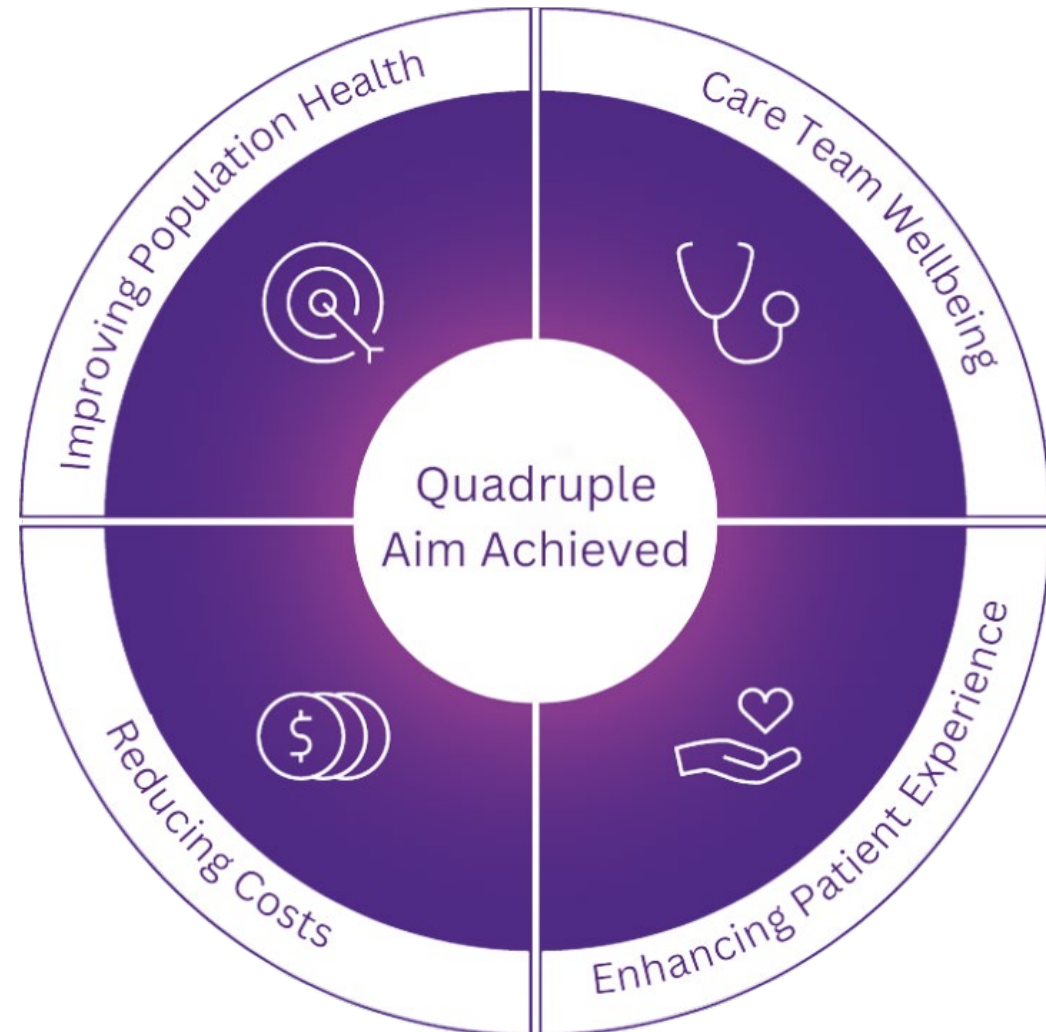 Improving Population Health
Care Team Wellbeing
Quadruple
Aim Achieved
$
Reducing Costs
Enhancing Patient Experience